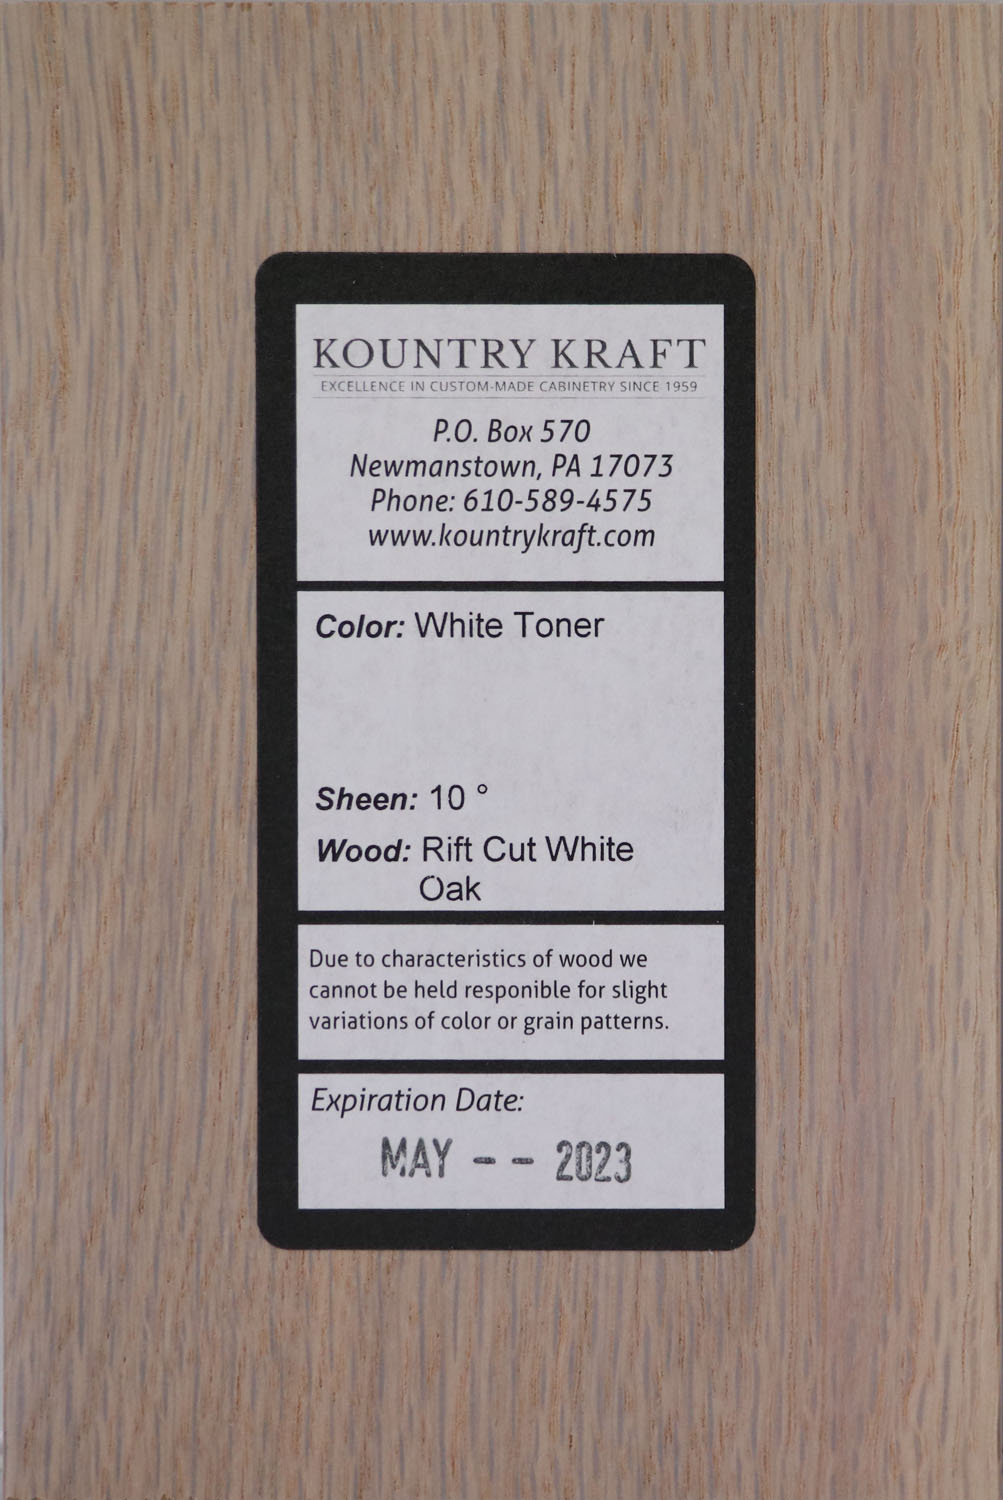 KOUNTRY KRAFT
EXCELLENCE IN CUSTOM-MADE CABINETRY SINCE 1959
P.O. Box 570
Newmanstown, PA 17073
Phone: 610-589-4575
www.kountrykraft.com
Color: White Toner
Sheen: 10 °
Wood: Rift Cut White
Oak
Due to characteristics of wood we
cannot be held responible for slight
variations of color or grain patterns.
Expiration Date:
MAY -- 2023